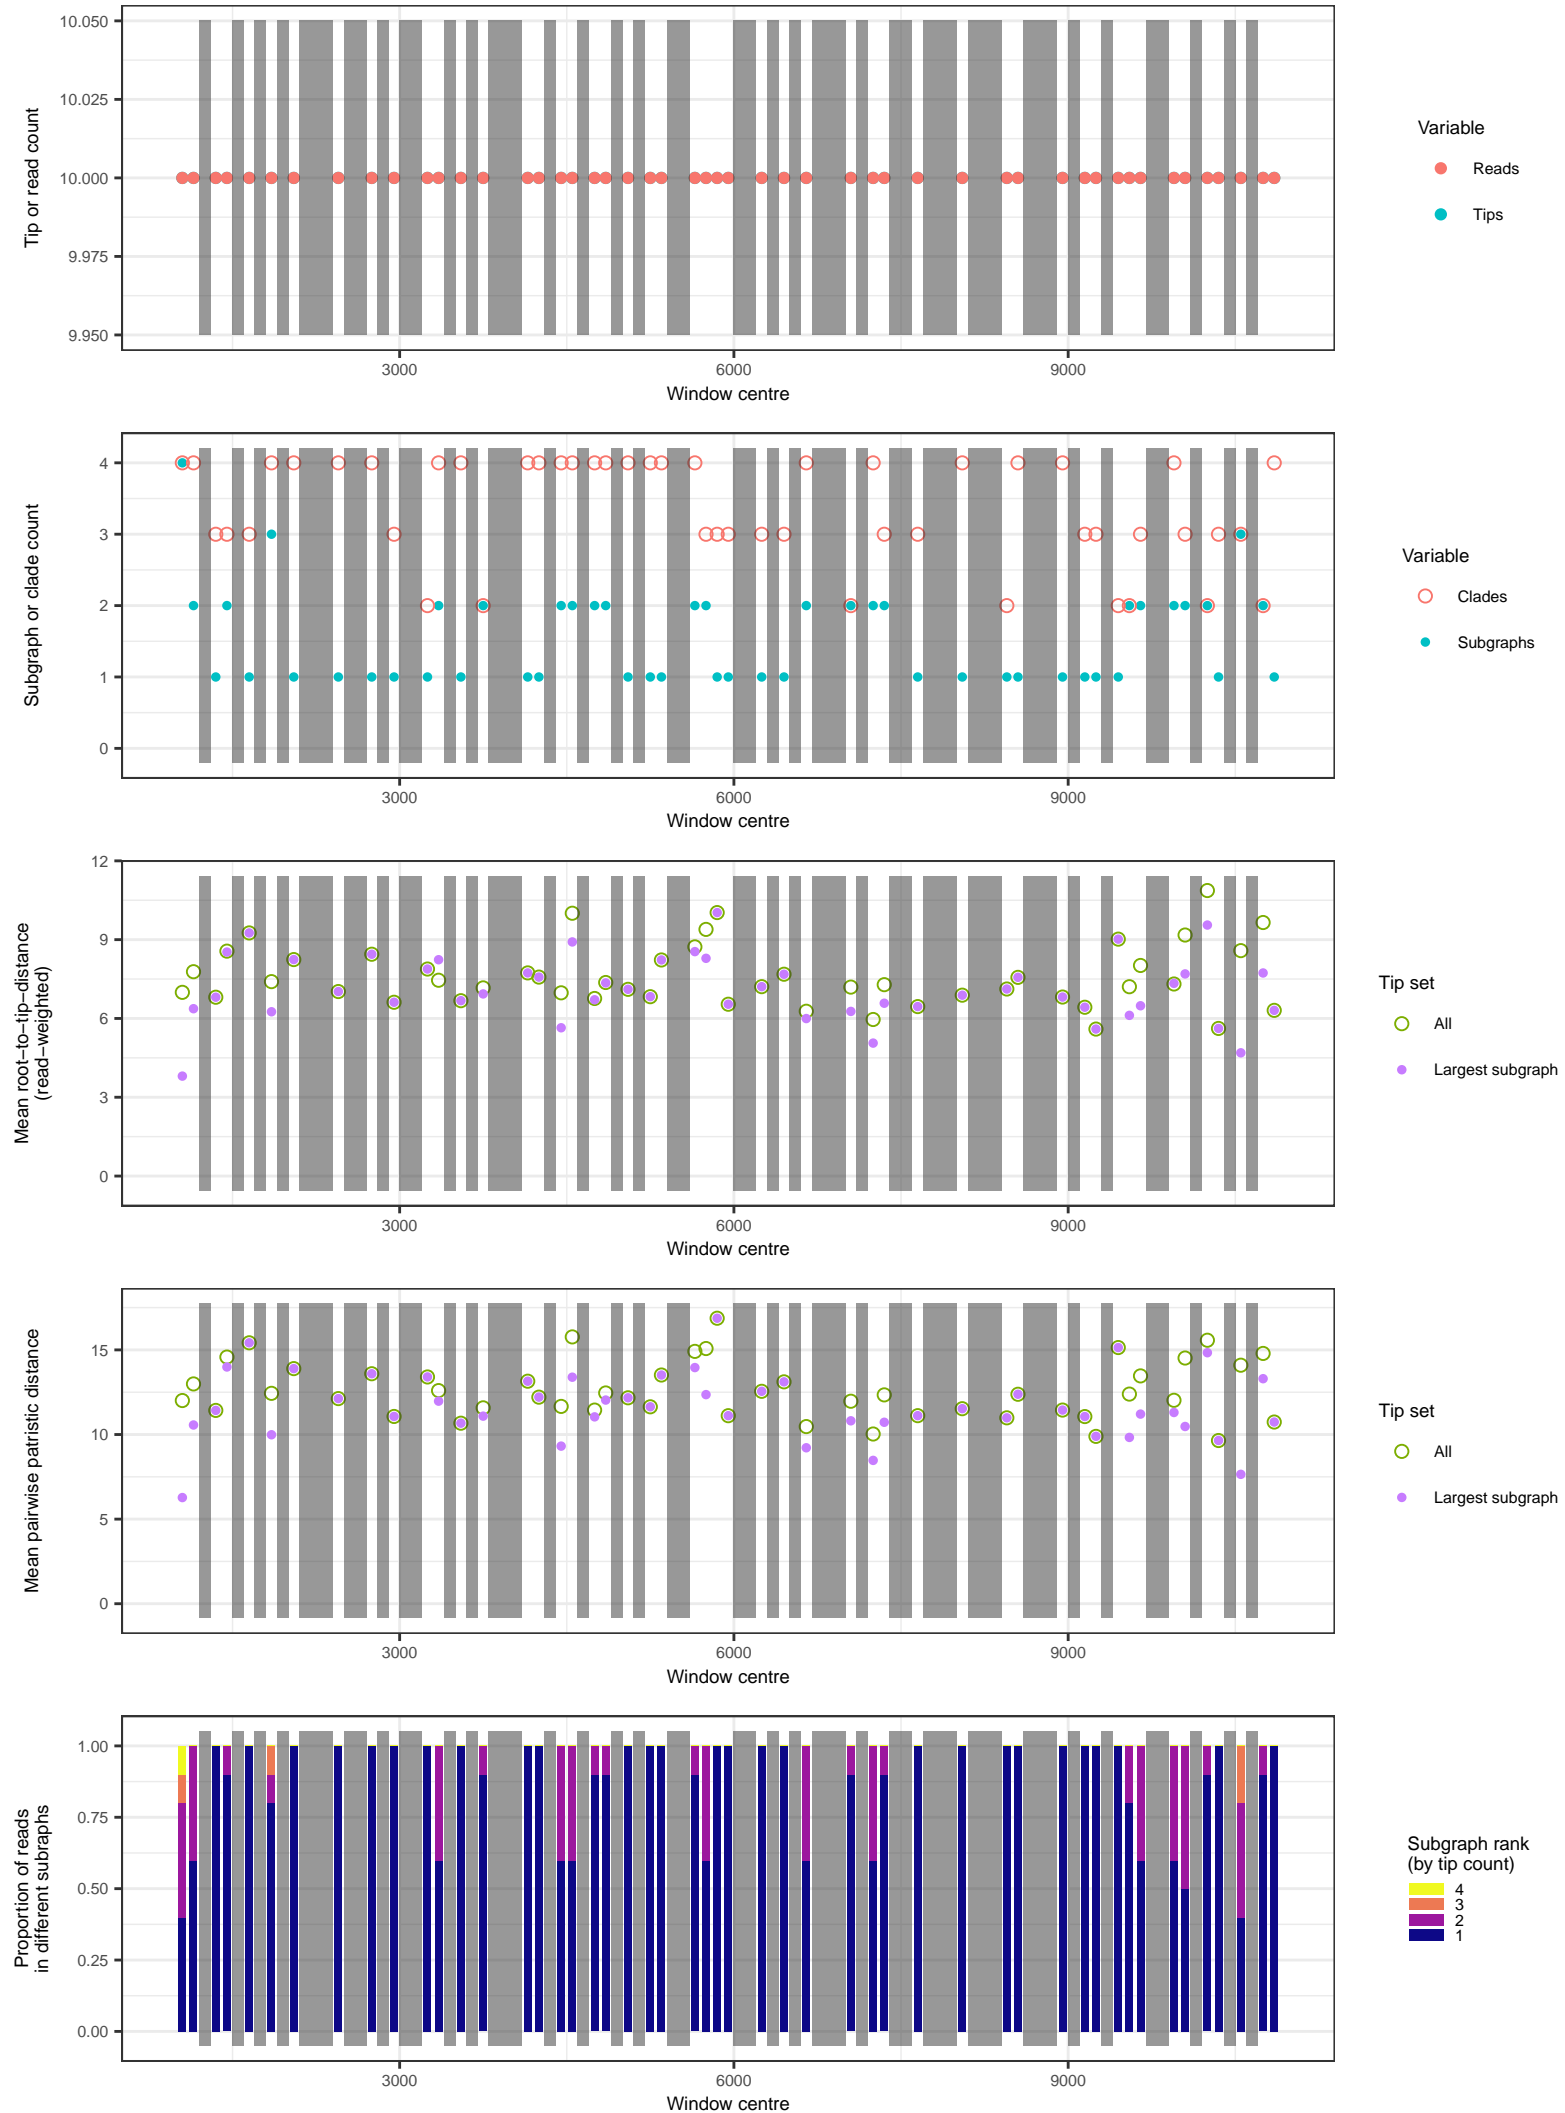 10.050
10.025
10.000
9.975
9.950
Tip or read count
3000
6000
9000
Window centre
Variable
Reads
Tips
4
3
2
1
0
Subgraph or clade count
3000
6000
9000
Window centre
Variable
Clades
Subgraphs
12
9
6
3
0
Mean root−to−tip−distance
(read−weighted)
3000
6000
9000
Window centre
Tip set
All
Largest subgraph
15
10
5
0
Mean pairwise patristic distance
3000
6000
9000
Window centre
Tip set
All
Largest subgraph
1.00
0.75
0.50
0.25
0.00
Proportion of reads
in different subraphs
3000
6000
9000
Window centre
Subgraph rank
(by tip count)
4
3
2
1